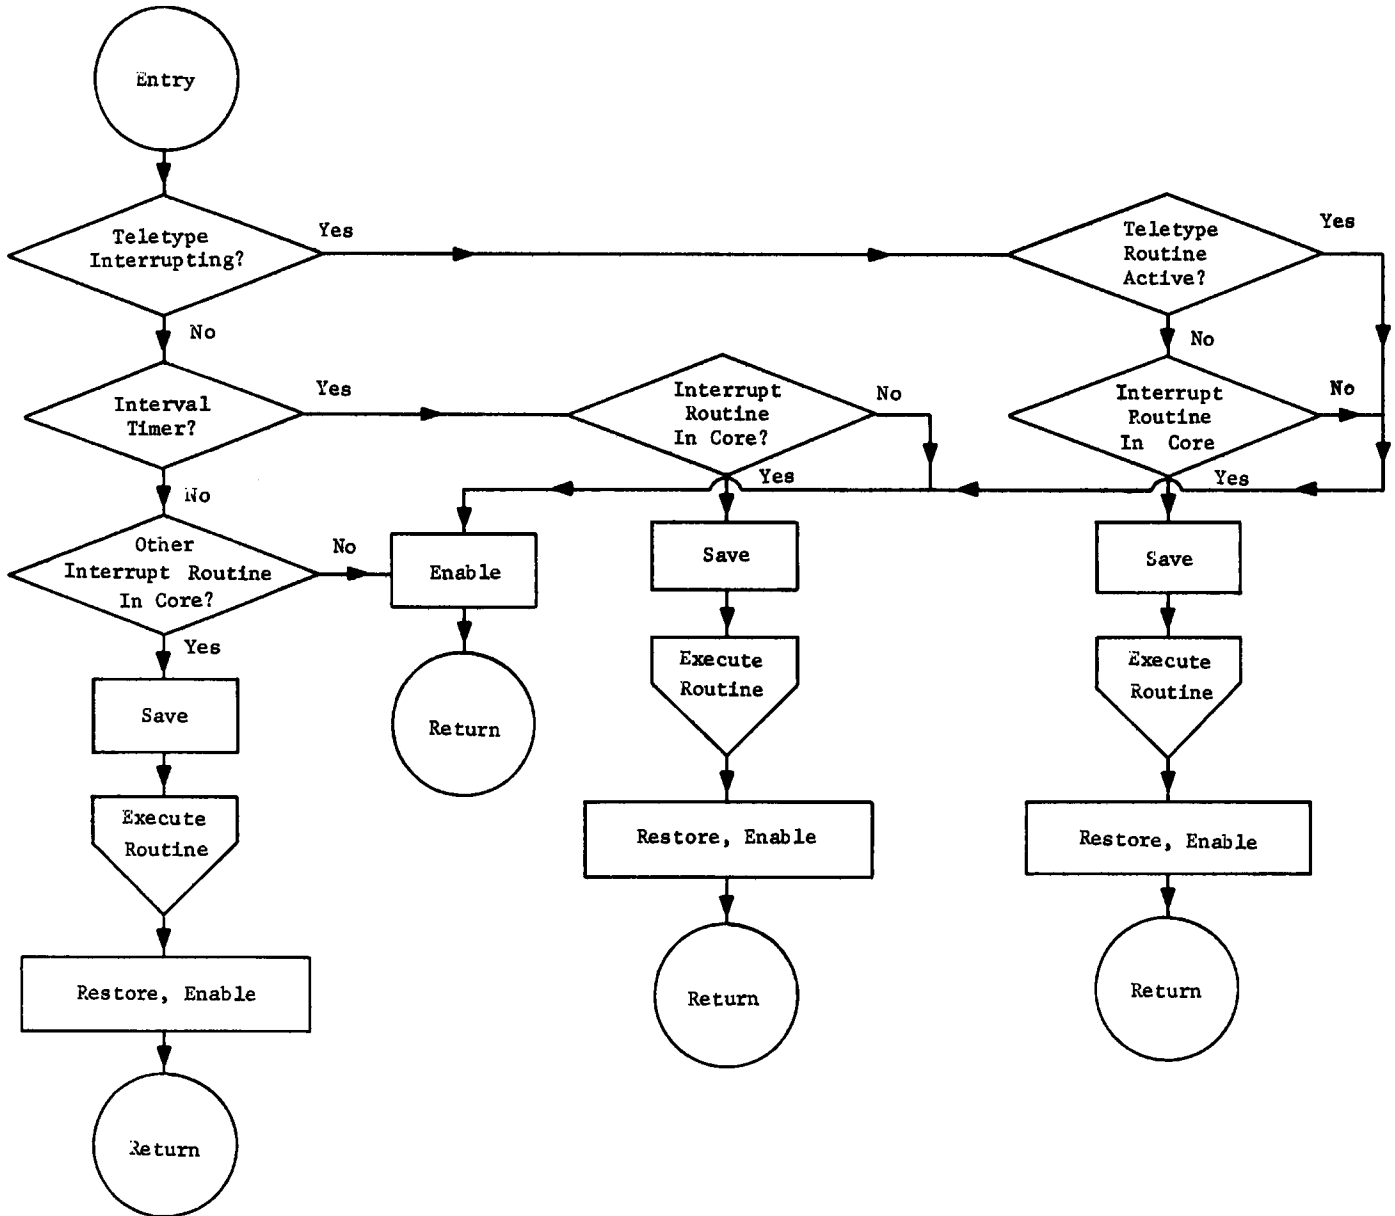 Entry
Teletype
Interrupting?
Yes
Teletype
Routine
Active?
Yes
No
No
Interval
Timer?
Yes
Interrupt
Routine
In Core?
No
Yes
Interrupt
Routine
In Core
No
Yes
No
Other
Interrupt Routine
In Core?
No
Enable
Return
Yes
Save
Execute
Routine
Restore, Enable
Return
Save
Execute
Routine
Restore, Enable
Return
Save
Execute
Routine
Restore, Enable
Return